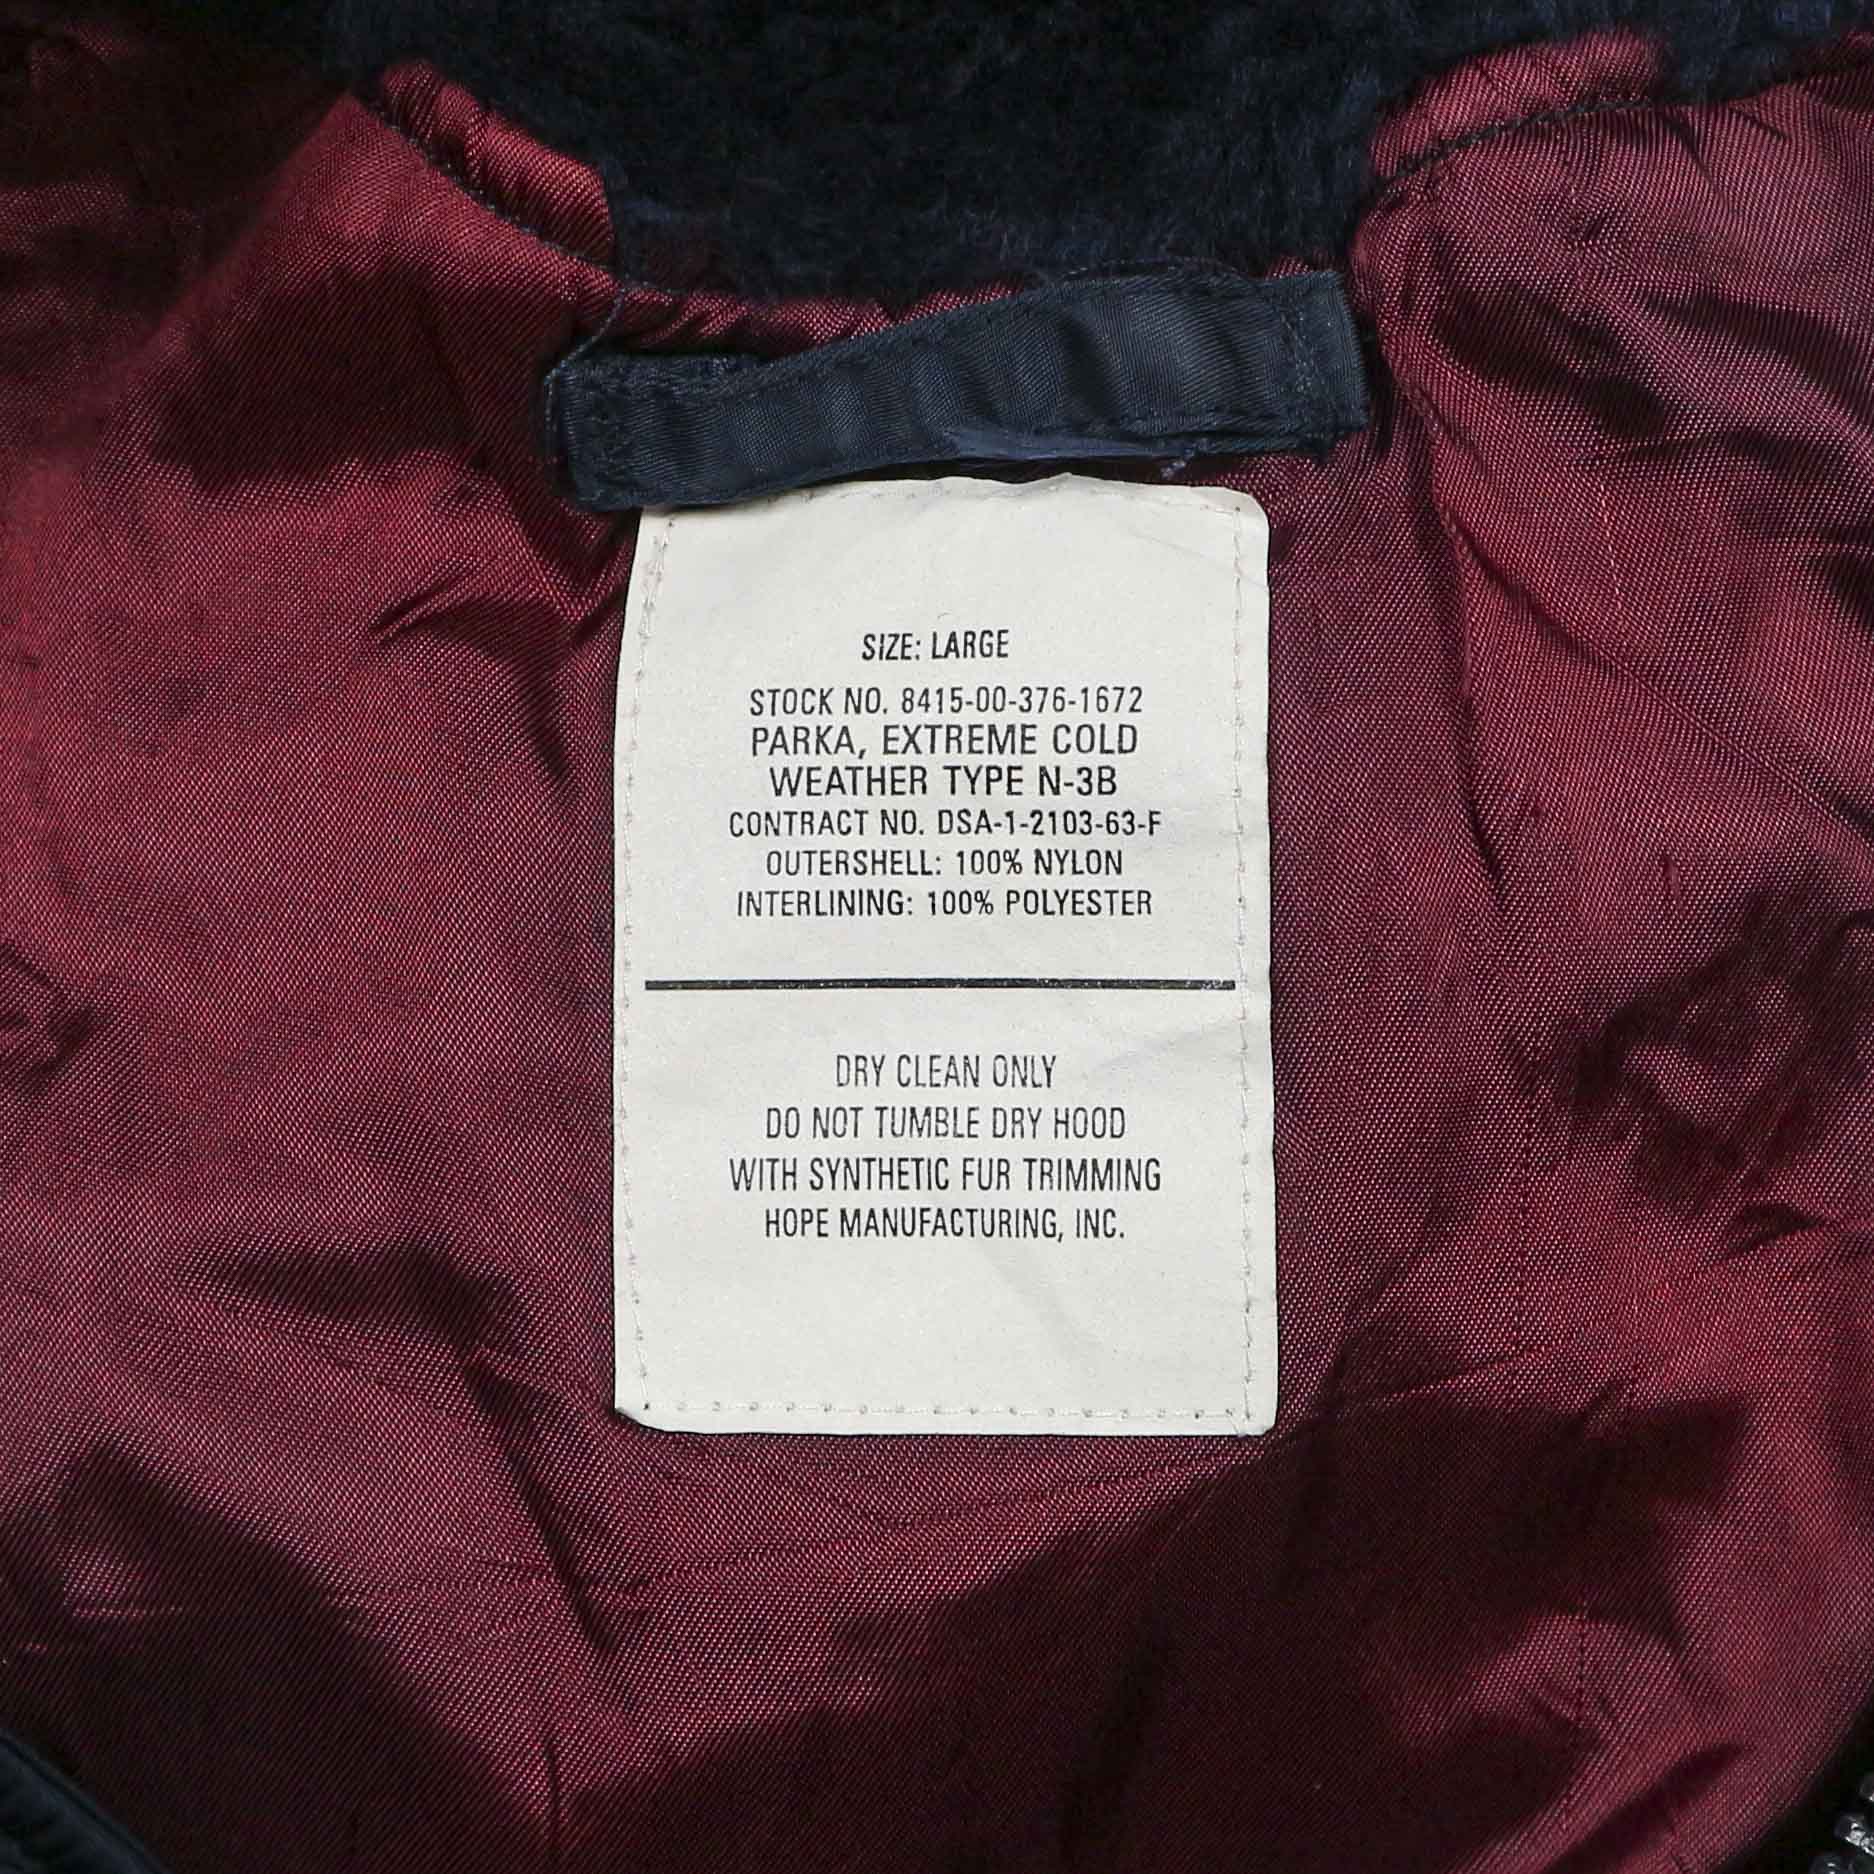 SIZE: LARGE
STOCK NO. 8415-00-376-1672
PARKA, EXTREME COLD
WEATHER TYPE N-3B
CONTRACT NO. DSA-1-2103-63-F
OUTERSHELL: 100% NYLON
INTERLINING: 100% POLYESTER
DRY CLEAN ONLY
DO NOT TUMBLE DRY HOOD
WITH SYNTHETIC FUR TRIMMING
HOPE MANUFACTURING, INC.